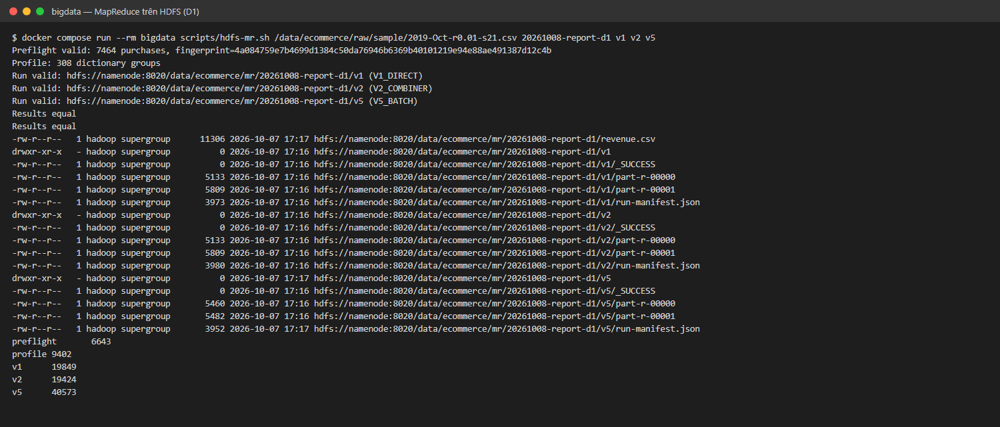 bigdata — MapReduce trên HDFS (D1)
$ docker compose run --rm bigdata scripts/hdfs-mr.sh /data/ecommerce/raw/sample/2019-Oct-r0.01-s21.csv 20261008-report-d1 v1 v2 v5
Preflight valid: 7464 purchases, fingerprint=4a084759e7b4699d1384c50da76946b6369b40101219e94e88ae491387d12c4b
Profile: 308 dictionary groups
Run valid: hdfs://namenode:8020/data/ecommerce/mr/20261008-report-d1/v1 (V1_DIRECT)
Run valid: hdfs://namenode:8020/data/ecommerce/mr/20261008-report-d1/v2 (V2_COMBINER)
Run valid: hdfs://namenode:8020/data/ecommerce/mr/20261008-report-d1/v5 (V5_BATCH)
Results equal
Results equal
-rw-r--r--   1 hadoop supergroup      11306 2026-10-07 17:17 hdfs://namenode:8020/data/ecommerce/mr/20261008-report-d1/revenue.csv
drwxr-xr-x   - hadoop supergroup          0 2026-10-07 17:16 hdfs://namenode:8020/data/ecommerce/mr/20261008-report-d1/v1
-rw-r--r--   1 hadoop supergroup          0 2026-10-07 17:16 hdfs://namenode:8020/data/ecommerce/mr/20261008-report-d1/v1/_SUCCESS
-rw-r--r--   1 hadoop supergroup       5133 2026-10-07 17:16 hdfs://namenode:8020/data/ecommerce/mr/20261008-report-d1/v1/part-r-00000
-rw-r--r--   1 hadoop supergroup       5809 2026-10-07 17:16 hdfs://namenode:8020/data/ecommerce/mr/20261008-report-d1/v1/part-r-00001
-rw-r--r--   1 hadoop supergroup       3973 2026-10-07 17:16 hdfs://namenode:8020/data/ecommerce/mr/20261008-report-d1/v1/run-manifest.json
drwxr-xr-x   - hadoop supergroup          0 2026-10-07 17:16 hdfs://namenode:8020/data/ecommerce/mr/20261008-report-d1/v2
-rw-r--r--   1 hadoop supergroup          0 2026-10-07 17:16 hdfs://namenode:8020/data/ecommerce/mr/20261008-report-d1/v2/_SUCCESS
-rw-r--r--   1 hadoop supergroup       5133 2026-10-07 17:16 hdfs://namenode:8020/data/ecommerce/mr/20261008-report-d1/v2/part-r-00000
-rw-r--r--   1 hadoop supergroup       5809 2026-10-07 17:16 hdfs://namenode:8020/data/ecommerce/mr/20261008-report-d1/v2/part-r-00001
-rw-r--r--   1 hadoop supergroup       3980 2026-10-07 17:16 hdfs://namenode:8020/data/ecommerce/mr/20261008-report-d1/v2/run-manifest.json
drwxr-xr-x   - hadoop supergroup          0 2026-10-07 17:17 hdfs://namenode:8020/data/ecommerce/mr/20261008-report-d1/v5
-rw-r--r--   1 hadoop supergroup          0 2026-10-07 17:16 hdfs://namenode:8020/data/ecommerce/mr/20261008-report-d1/v5/_SUCCESS
-rw-r--r--   1 hadoop supergroup       5460 2026-10-07 17:16 hdfs://namenode:8020/data/ecommerce/mr/20261008-report-d1/v5/part-r-00000
-rw-r--r--   1 hadoop supergroup       5482 2026-10-07 17:16 hdfs://namenode:8020/data/ecommerce/mr/20261008-report-d1/v5/part-r-00001
-rw-r--r--   1 hadoop supergroup       3952 2026-10-07 17:17 hdfs://namenode:8020/data/ecommerce/mr/20261008-report-d1/v5/run-manifest.json
preflight       6643
profile 9402
v1      19849
v2      19424
v5      40573